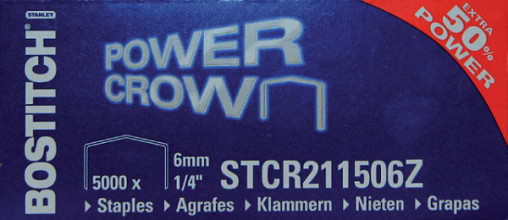 STANLEY
BOSTITCH
POWER
CROWN
EXTRA
50%
POWER
5000 x
6mm
1/4"
STCR211506Z
Staples Agrafes Klammern Nieten Grapas